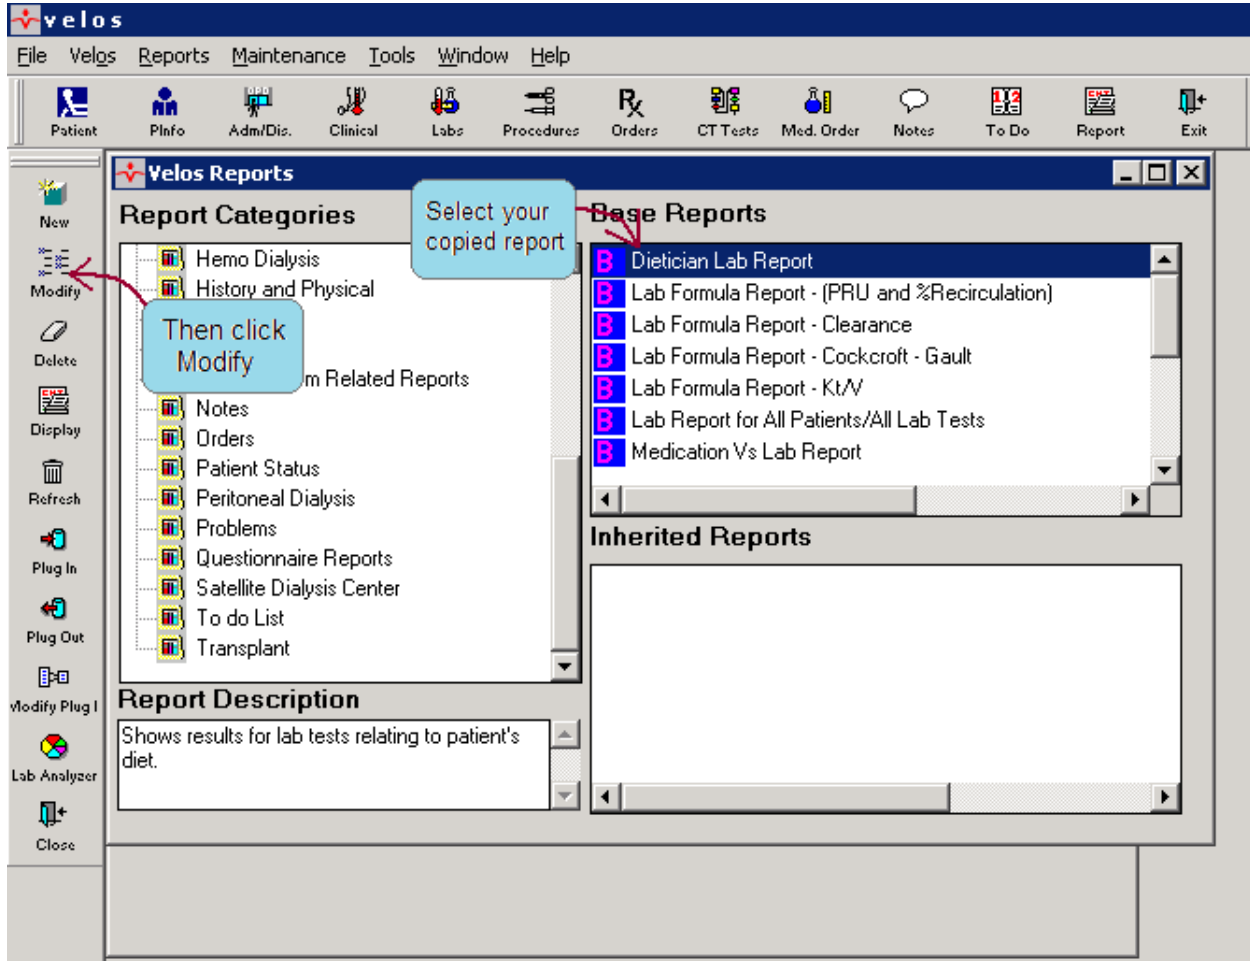 velos
File Velos Reports Maintenance Tools Window Help
Patient PInfo Adm/Dis. Clinical Labs Procedures Orders CT Tests Med. Order Notes To Do Report Exit
New
Modify
Delete
Display
Refresh
Plug In
Plug Out
Modify Plug I
Lab Analyzer
Close
Velos Reports
Report Categories
Hemo Dialysis
History and Physical
m Related Reports
Notes
Orders
Patient Status
Peritoneal Dialysis
Problems
Questionnaire Reports
Satellite Dialysis Center
To do List
Transplant
Then click
Modify
Select your
copied report
Base Reports
B Dietician Lab Report
B Lab Formula Report - (PRU and %Recirculation)
B Lab Formula Report - Clearance
B Lab Formula Report - Cockcroft - Gault
B Lab Formula Report - Kt/V
B Lab Report for All Patients/All Lab Tests
B Medication Vs Lab Report
Inherited Reports
Report Description
Shows results for lab tests relating to patient's
diet.